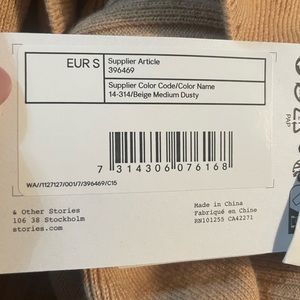 EUR S
Supplier Article
396469
Supplier Color Code/Color Name
14-314/Beige Medium Dusty
7 314306 076168
WA//1127127/001/7/396469/C15
& Other Stories
106 38 Stockholm
stories.com
Made in China
Fabriqué en Chine
RN101255 CA42271
PAP